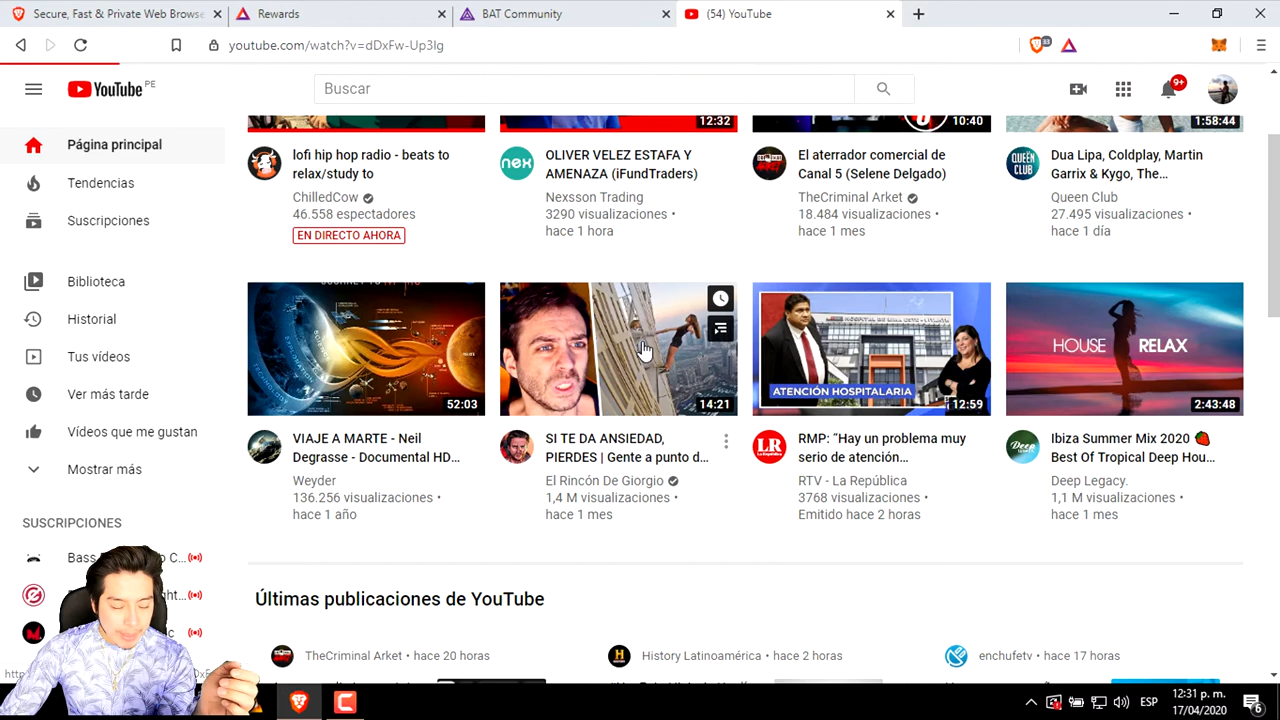 Secure, Fast & Private Web Browse
Rewards
BAT Community
(54) YouTube
youtube.com/watch?v=dDxFw-Up3Ig
33
YouTube PE
Buscar
9+
Página principal
Tendencias
Suscripciones
Biblioteca
Historial
Tus vídeos
Ver más tarde
Vídeos que me gustan
Mostrar más
SUSCRIPCIONES
12:32
10:40
1:58:44
lofi hip hop radio - beats to
relax/study to
ChilledCow
46.558 espectadores
EN DIRECTO AHORA
nex
OLIVER VELEZ ESTAFA Y
AMENAZA (iFundTraders)
Nexsson Trading
3290 visualizaciones •
hace 1 hora
El aterrador comercial de
Canal 5 (Selene Delgado)
TheCriminal Arket
18.484 visualizaciones •
hace 1 mes
QUEEN
CLUB
Dua Lipa, Coldplay, Martin
Garrix & Kygo, The...
Queen Club
27.495 visualizaciones •
hace 1 día
52:03
14:21
ATENCIÓN HOSPITALARIA
12:59
HOUSE RELAX
2:43:48
VIAJE A MARTE - Neil
Degrasse - Documental HD...
Weyder
136.256 visualizaciones •
hace 1 año
SI TE DA ANSIEDAD,
PIERDES | Gente a punto d...
El Rincón De Giorgio
1,4 M visualizaciones •
hace 1 mes
LR
RMP: "Hay un problema muy
serio de atención...
RTV - La República
3768 visualizaciones •
Emitido hace 2 horas
Deep
Ibiza Summer Mix 2020 🍓
Best Of Tropical Deep Hou...
Deep Legacy.
1,1 M visualizaciones •
hace 1 mes
Últimas publicaciones de YouTube
TheCriminal Arket • hace 20 horas
H
History Latinoamérica • hace 2 horas
enchufetv • hace 17 horas
Bass
ESP
12:31 p. m.
17/04/2020
6